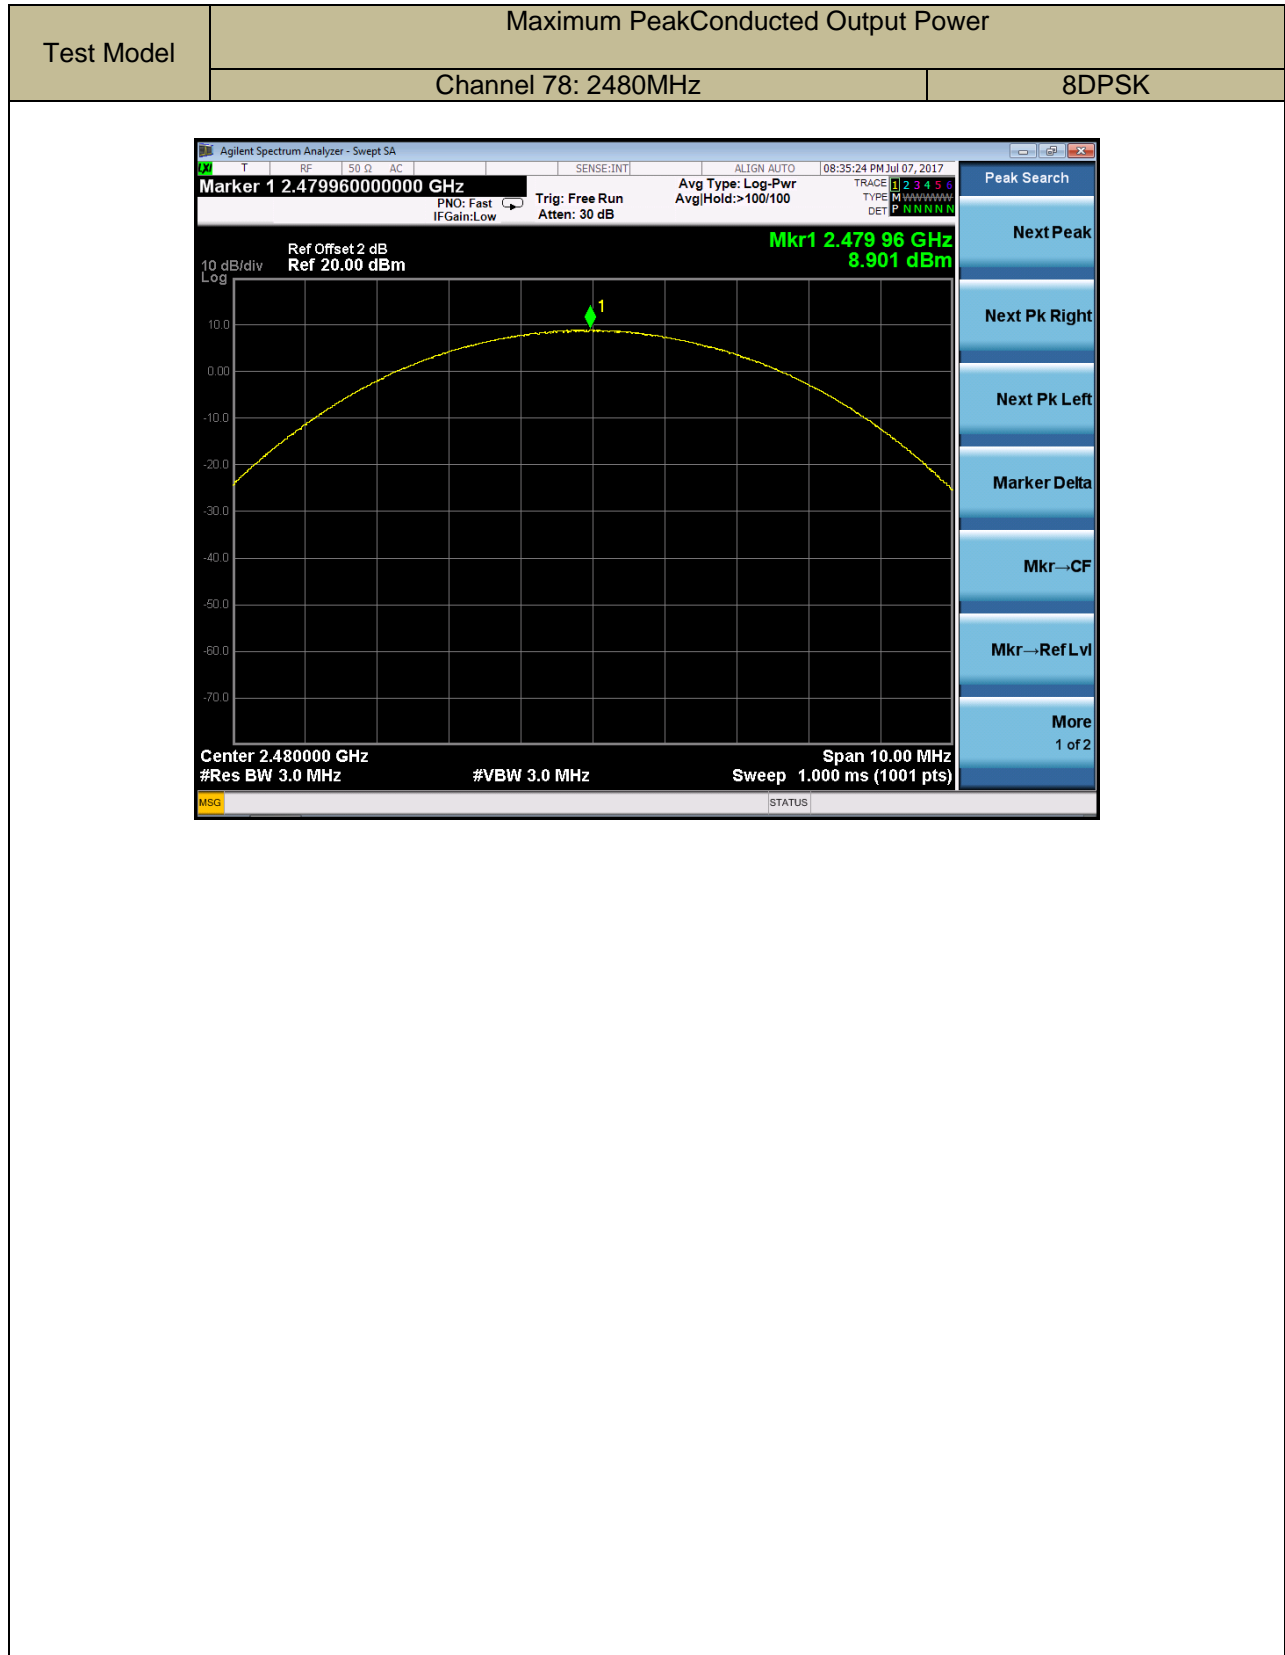 Maximum PeakConducted Output Power
Test Model
Channel 78: 2480MHz 8DPSK
Agilent Spectrum Analyzer - Swept SA
LXI T RF 50 Ω AC SENSE:INT ALIGN AUTO 08:35:24 PM Jul 07, 2017
Marker 1 2.479960000000 GHz
PNO: Fast
IFGain:Low
Trig: Free Run
Atten: 30 dB
Avg Type: Log-Pwr
Avg|Hold:>100/100
TRACE 1 2 3 4 5 6
TYPE M WWWWW
DET P N N N N N
Peak Search
Mkr1 2.479 96 GHz
8.901 dBm
Ref Offset 2 dB
10 dB/div Ref 20.00 dBm
Log
1
10.0
0.00
-10.0
-20.0
-30.0
-40.0
-50.0
-60.0
-70.0
Center 2.480000 GHz Span 10.00 MHz
#Res BW 3.0 MHz #VBW 3.0 MHz Sweep 1.000 ms (1001 pts)
Next Peak
Next Pk Right
Next Pk Left
Marker Delta
Mkr→CF
Mkr→Ref Lvl
More
1 of 2
MSG STATUS